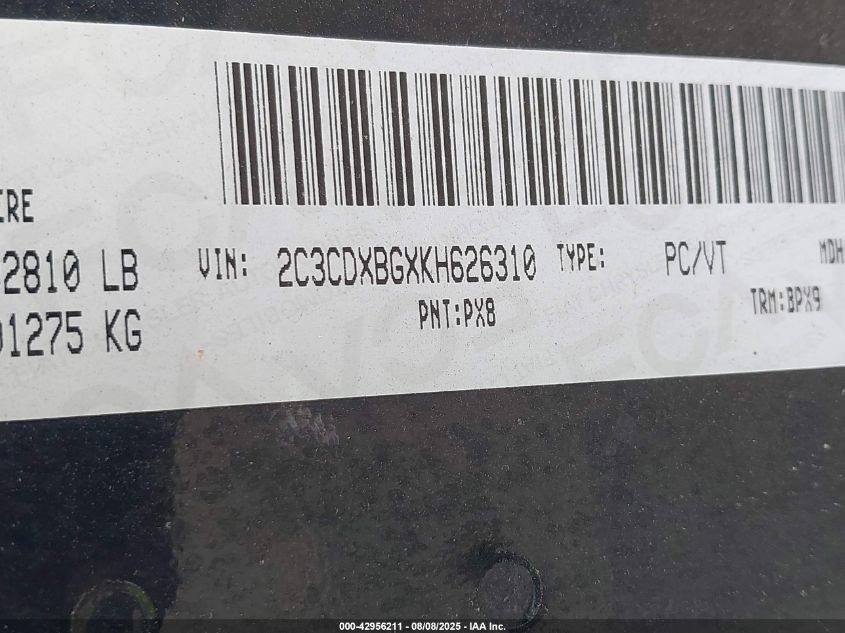 IRE
2810 LB
1275 KG
VIN: 2C3CDXBGXKH626310 TYPE: PC/VT MDH
PNT:PX8
TRM:BPX9
000-42956211 - 08/08/2025 - IAA Inc.